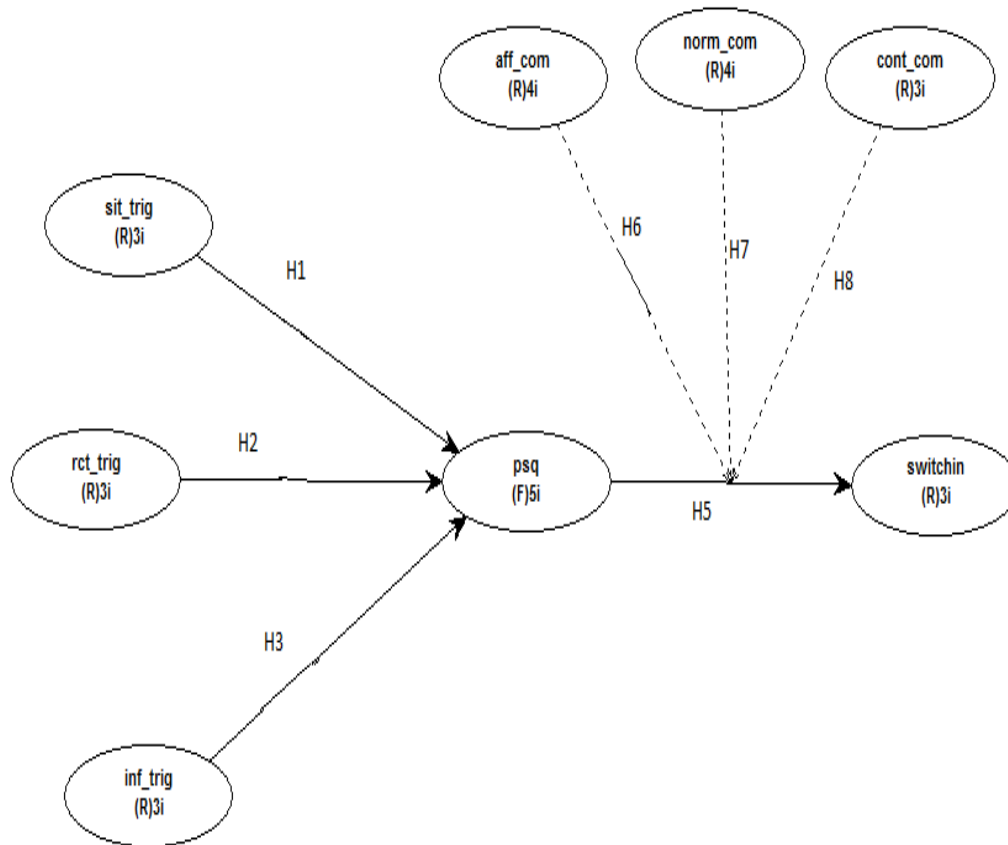 aff_com
(R)4i
norm_com
(R)4i
cont_com
(R)3i
sit_trig
(R)3i
H1
H6
H7
H8
rct_trig
(R)3i
H2
psq
(F)5i
H5
switchin
(R)3i
H3
inf_trig
(R)3i